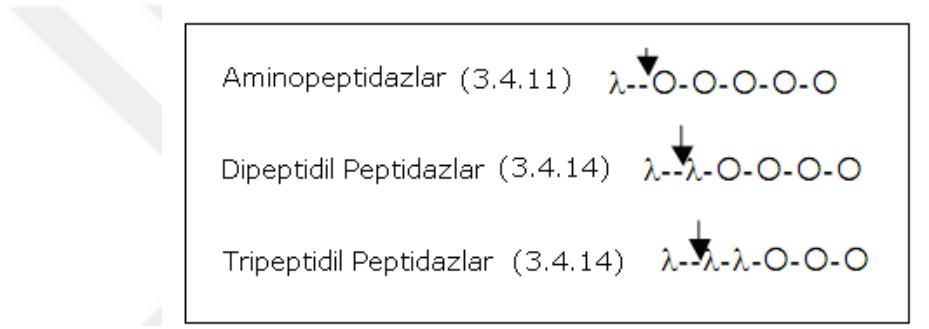 Aminopeptidazlar (3.4.11) λ--O-O-O-O-O
Dipeptidil Peptidazlar (3.4.14) λ--λ-O-O-O-O
Tripeptidil Peptidazlar (3.4.14) λ--λ-λ-O-O-O